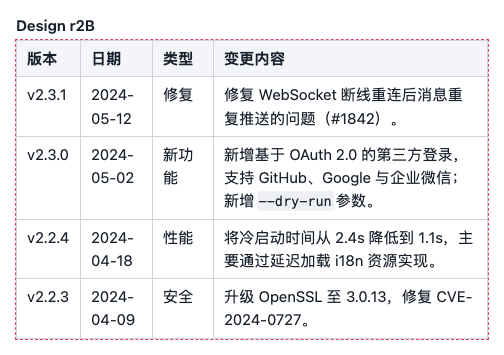 Design r2B
版本 日期 类型 变更内容
v2.3.1 2024-05-12 修复 修复 WebSocket 断线重连后消息重
复推送的问题（#1842）。
v2.3.0 2024-05-02 新功能 新增基于 OAuth 2.0 的第三方登录，
支持 GitHub、Google 与企业微信；
新增 --dry-run 参数。
v2.2.4 2024-04-18 性能 将冷启动时间从 2.4s 降低到 1.1s，主
要通过延迟加载 i18n 资源实现。
v2.2.3 2024-04-09 安全 升级 OpenSSL 至 3.0.13，修复 CVE-
2024-0727。